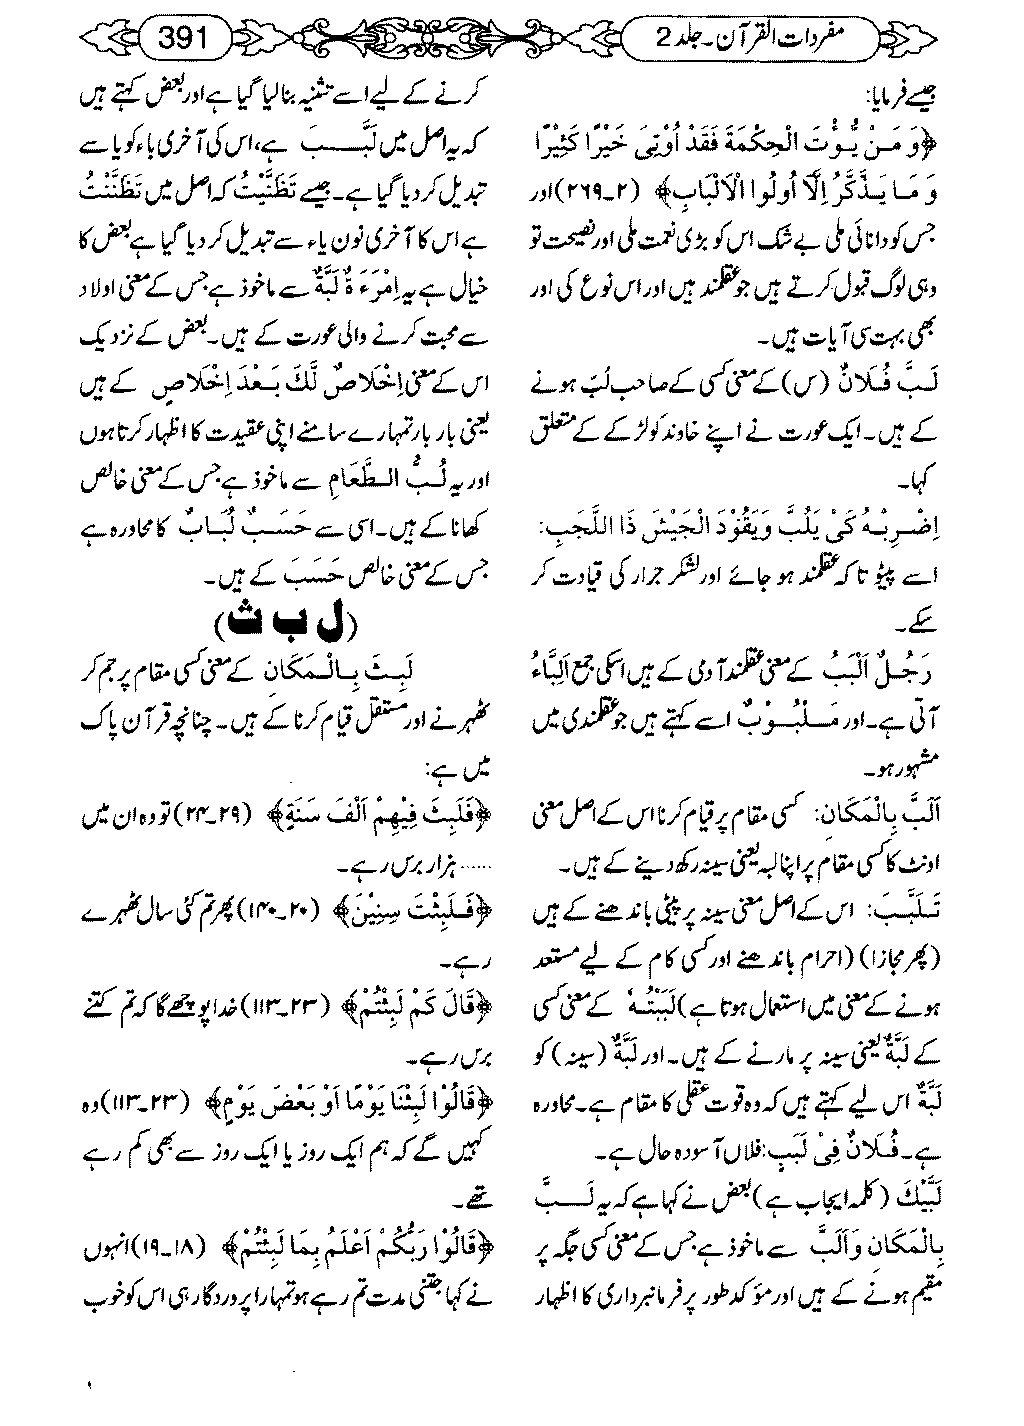 مفردات القرآن۔ جلد 2
391
جیسے فرمایا:
﴿وَمَنْ يُّؤْتَ الْحِكْمَةَ فَقَدْ اُوْتِيَ خَيْرًا كَثِيْرًا
وَمَا يَذَّكَّرُ اِلَّآ اُولُوا الْاَلْبَابِ﴾ (۲۔۲۶۹) اور
جس کو دانائی ملی بے شک اس کو بڑی نعمت ملی اور نصیحت تو
وہی لوگ قبول کرتے ہیں جو عقلمند ہیں اور اس نوع کی اور
بھی بہت سی آیات ہیں۔
لَبَّ فُلَانٌ (س) کے معنی کسی کے صاحب لُبّ ہونے
کے ہیں۔ ایک عورت نے اپنے خاوند کو لڑکے کے متعلق
کہا۔
اِضْرِبْهُ كَىْ يَلَبَّ وَيَقُوْدَ الْجَيْشَ ذَا اللَّجَبِ:
اسے پیٹو تاکہ عقلمند ہو جائے اور لشکر جرار کی قیادت کر
سکے۔
رَجُلٌ اَلْبَبُ کے معنی عقلمند آدمی کے ہیں اسکی جمع اَلِبَّاءُ
آتی ہے۔ اور مَلْبُوْبٌ اسے کہتے ہیں جو عقلمندی میں
مشہور ہو۔
اَلَبَّ بِالْمَكَانِ: کسی مقام پر قیام کرنا اس کے اصل معنی
اونٹ کا کسی مقام پر اپنا لبہ یعنی سینہ رکھ دینے کے ہیں۔
تَلَبَّبَ: اس کے اصل معنی سینہ پر پیٹی باندھنے کے ہیں
(پھر مجازا) (احرام باندھنے اور کسی کام کے لیے مستعد
ہونے کے معنی میں استعمال ہوتا ہے) لَبَبْتُهٗ کے معنی کسی
کے لَبَّةٌ یعنی سینہ پر مارنے کے ہیں۔ اور لَبَّةٌ (سینہ) کو
لَبَّةٌ اس لیے کہتے ہیں کہ وہ قوت عقلی کا مقام ہے۔ محاورہ
ہے۔ فُلَانٌ فِىْ لَبَبٍ: فلاں آسودہ حال ہے۔
لَبَّيْكَ (کلمہ ایجاب ہے) بعض نے کہا ہے کہ یہ لَبَّ
بِالْمَكَانِ وَاَلَبَّ سے ماخوذ ہے جس کے معنی کسی جگہ پر
مقیم ہونے کے ہیں اور مؤکد طور پر فرمانبرداری کا اظہار
کرنے کے لیے اسے تثنیہ بنالیا گیا ہے اور بعض کہتے ہیں
کہ یہ اصل میں لَبَّبَ ہے، اس کی آخری باء کو یا سے
تبدیل کر دیا گیا ہے۔ جیسے تَظَنَّيْتُ کہ اصل میں تَظَنَّنْتُ
ہے اس کا آخری نون یاء سے تبدیل کر دیا گیا ہے بعض کا
خیال ہے یہ اِمْرَءَةٌ لَبَّةٌ سے ماخوذ ہے جس کے معنی اولاد
سے محبت کرنے والی عورت کے ہیں۔ بعض کے نزدیک
اس کے معنی اِخْلَاصٌ لَّكَ بَعْدَ اِخْلَاصٍ کے ہیں
یعنی بار بار تمہارے سامنے اپنی عقیدت کا اظہار کرتا ہوں
اور یہ لُبُّ الطَّعَامِ سے ماخوذ ہے جس کے معنی خالص
کھانا کے ہیں۔ اسی سے حَسَبٌ لُبَابٌ کا محاورہ ہے
جس کے معنی خالص حَسَبَ کے ہیں۔
(ل ب ث)
لَبِثَ بِالْمَكَانِ کے معنی کسی مقام پر جم کر
ٹھہرنے اور مستقل قیام کرنا کے ہیں۔ چنانچہ قرآن پاک
میں ہے:
﴿فَلَبِثَ فِيْهِمْ اَلْفَ سَنَةٍ﴾ (۲۹۔۲۴) تو وہ ان میں
...... ہزار برس رہے۔
﴿فَلَبِثْتَ سِنِيْنَ﴾ (۲۰۔۱۴۰) پھر تم کئی سال ٹھہرے
رہے۔
﴿قَالَ كَمْ لَبِثْتُمْ﴾ (۲۳۔۱۱۳) خدا پوچھے گا کہ تم کتنے
برس رہے۔
﴿قَالُوْا لَبِثْنَا يَوْمًا اَوْ بَعْضَ يَوْمٍ﴾ (۲۳۔۱۱۳) وہ
کہیں گے کہ ہم ایک روز یا ایک روز سے بھی کم رہے
تھے۔
﴿قَالُوْا رَبُّكُمْ اَعْلَمُ بِمَا لَبِثْتُمْ﴾ (۱۸۔۱۹) انہوں
نے کہا جتنی مدت تم رہے ہو تمہارا پروردگار ہی اس کو خوب